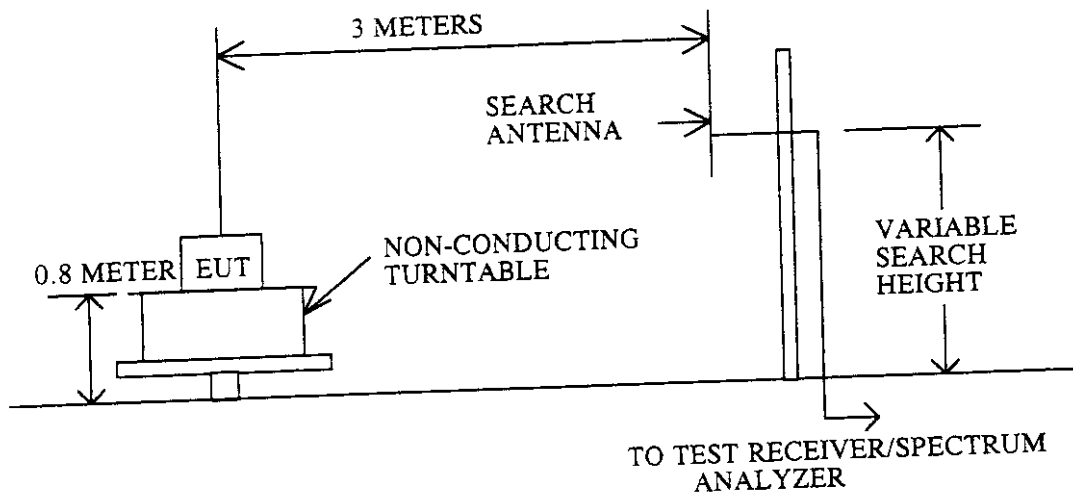 3 METERS
SEARCH
ANTENNA
0.8 METER
EUT
NON-CONDUCTING
TURNTABLE
VARIABLE
SEARCH
HEIGHT
TO TEST RECEIVER/SPECTRUM
ANALYZER